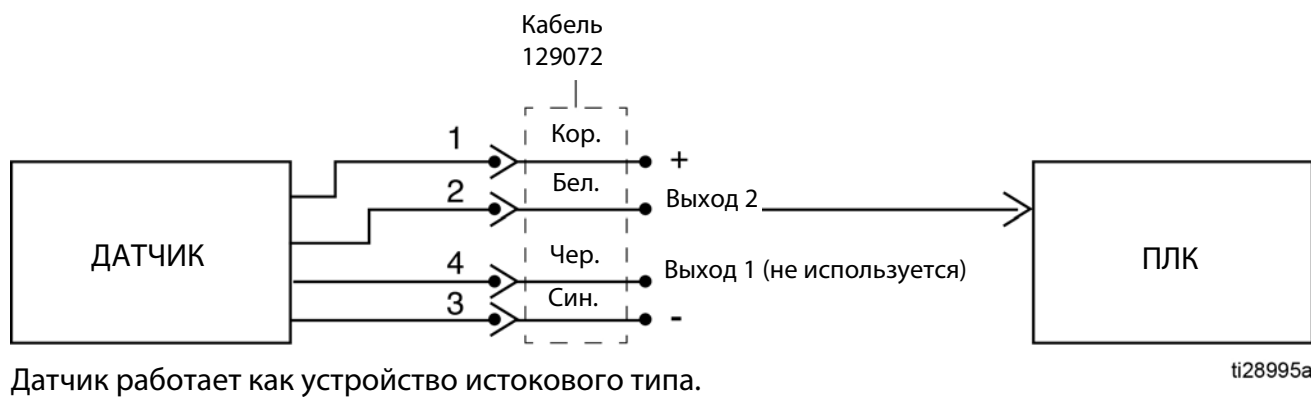 Кабель
129072
1 Кор. +
2 Бел. Выход 2
ДАТЧИК
ПЛК
4 Чер. Выход 1 (не используется)
3 Син. -
ti28995a
Датчик работает как устройство истокового типа.